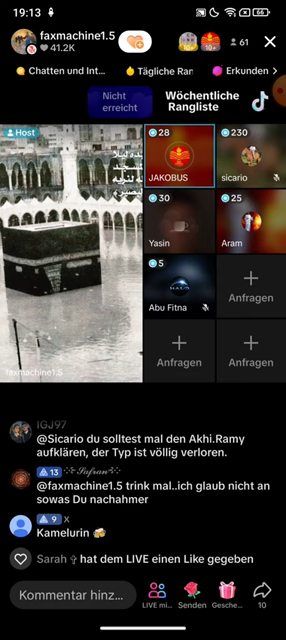 19:13
66
faxmachine1.5
41.2K
10+
61
Chatten und Int...
Tägliche Ran
Erkunden >
Nicht
erreicht
Wöchentliche
Rangliste
Host
28
JAKOBUS
230
sicario
30
Yasin
25
Aram
5
Abu Fitna
Anfragen
Anfragen
Anfragen
faxmachine1.5
IGJ97
@Sicario du solltest mal den Akhi.Ramy
aufklären, der Typ ist völlig verloren.
13 Safran
@faxmachine1.5 trink mal..ich glaub nicht an
sowas Du nachahmer
9 X
Kamelurin 🍻
Sarah ✞ hat dem LIVE einen Like gegeben
Kommentar hinz...
LIVE mi...
Senden
Gesche...
10